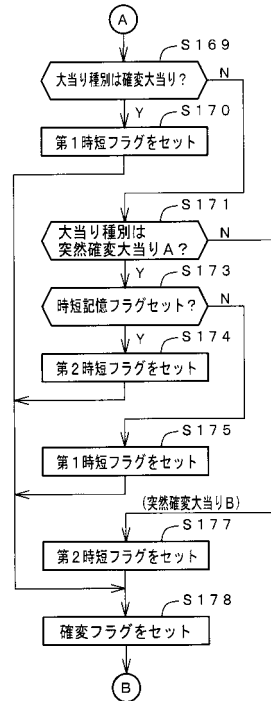 A
S169
大当り種別は確変大当り?
N
Y
S170
第1時短フラグをセット
S171
大当り種別は
突然確変大当りA?
N
Y
S173
時短記憶フラグセット?
N
Y
S174
第2時短フラグをセット
S175
第1時短フラグをセット
(突然確変大当りB)
S177
第2時短フラグをセット
S178
確変フラグをセット
B